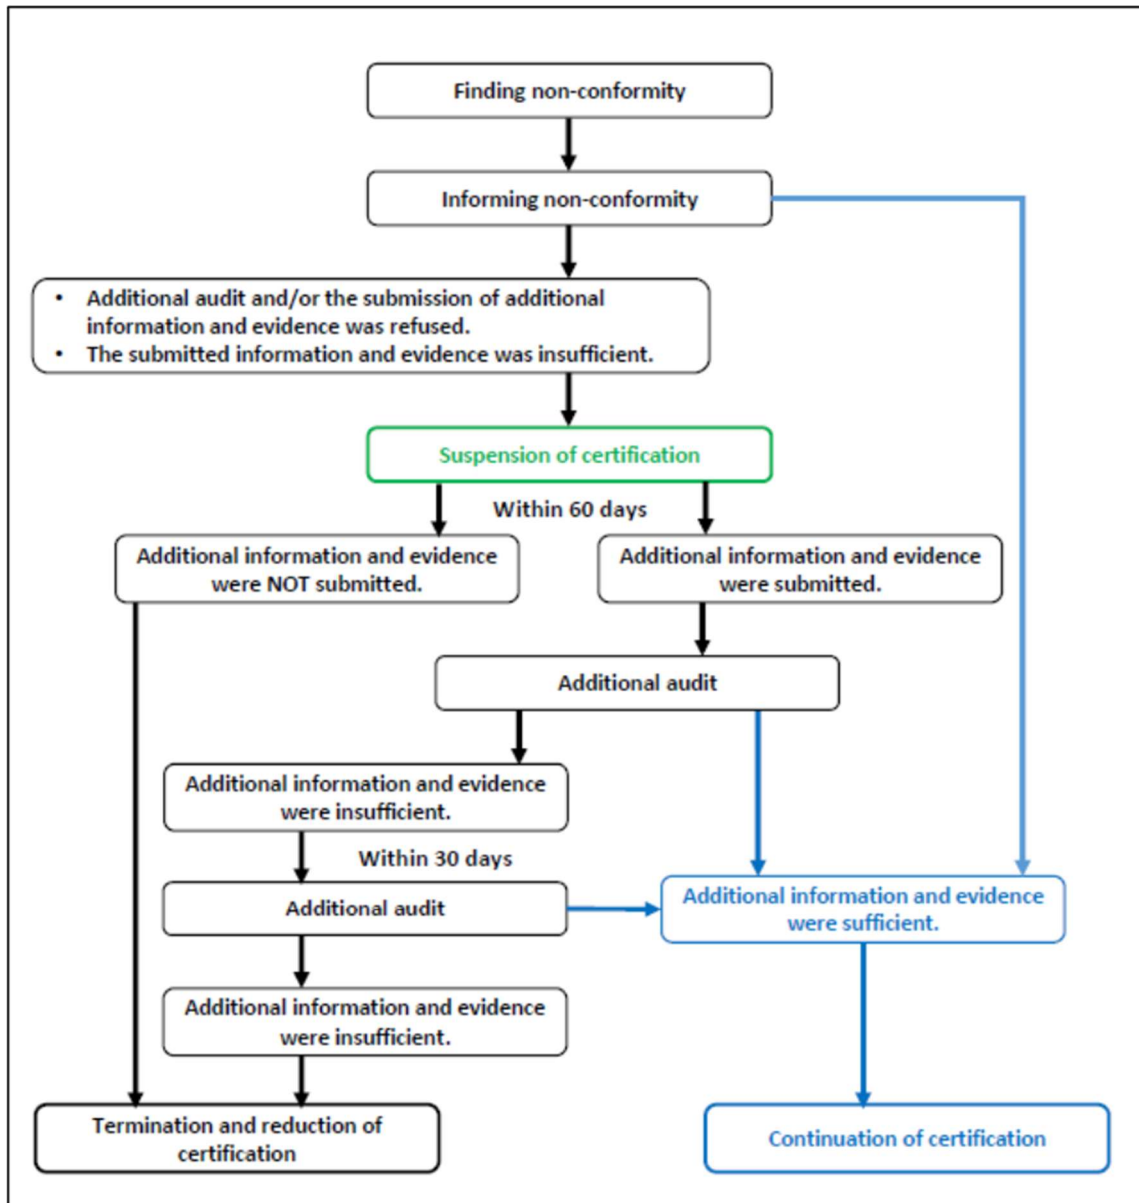 Finding non-conformity
Informing non-conformity
• Additional audit and/or the submission of additional
information and evidence was refused.
• The submitted information and evidence was insufficient.
Suspension of certification
Within 60 days
Additional information and evidence
were NOT submitted.
Additional information and evidence
were submitted.
Additional audit
Additional information and evidence
were insufficient.
Within 30 days
Additional audit
Additional information and evidence
were sufficient.
Additional information and evidence
were insufficient.
Termination and reduction of
certification
Continuation of certification